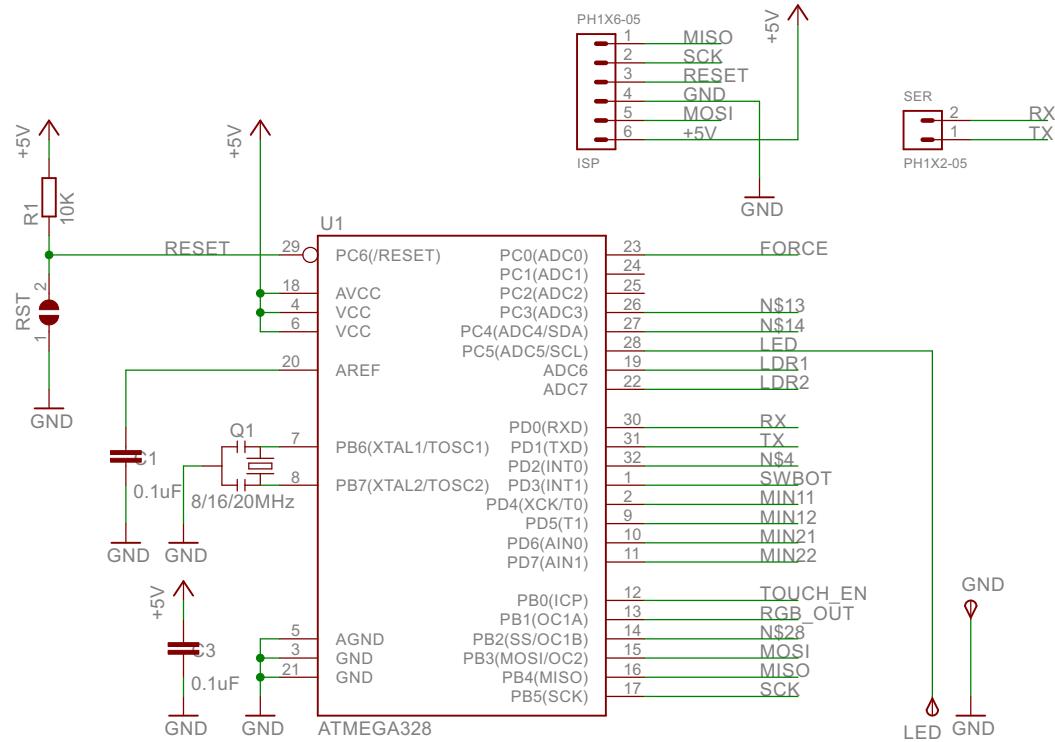 PH1X6-05
1 MISO
2 SCK
3 RESET
4 GND
5 MOSI
6 +5V
ISP
+5V
GND
SER
2 RX
1 TX
PH1X2-05
+5V
R1
10K
RST
2
1
GND
+5V
U1
RESET 29 PC6(/RESET)
18 AVCC
4 VCC
6 VCC
20 AREF
7 PB6(XTAL1/TOSC1)
8 PB7(XTAL2/TOSC2)
5 AGND
3 GND
21 GND
PC0(ADC0) 23 FORCE
PC1(ADC1) 24
PC2(ADC2) 25
PC3(ADC3) 26 N$13
PC4(ADC4/SDA) 27 N$14
PC5(ADC5/SCL) 28 LED
ADC6 19 LDR1
ADC7 22 LDR2
PD0(RXD) 30 RX
PD1(TXD) 31 TX
PD2(INT0) 32 N$4
PD3(INT1) 1 SWBOT
PD4(XCK/T0) 2 MIN11
PD5(T1) 9 MIN12
PD6(AIN0) 10 MIN21
PD7(AIN1) 11 MIN22
PB0(ICP) 12 TOUCH_EN
PB1(OC1A) 13 RGB_OUT
PB2(SS/OC1B) 14 N$28
PB3(MOSI/OC2) 15 MOSI
PB4(MISO) 16 MISO
PB5(SCK) 17 SCK
ATMEGA328
Q1
8/16/20MHz
C1
0.1uF
GND
GND
+5V
C3
0.1uF
GND
GND
GND
LED
GND